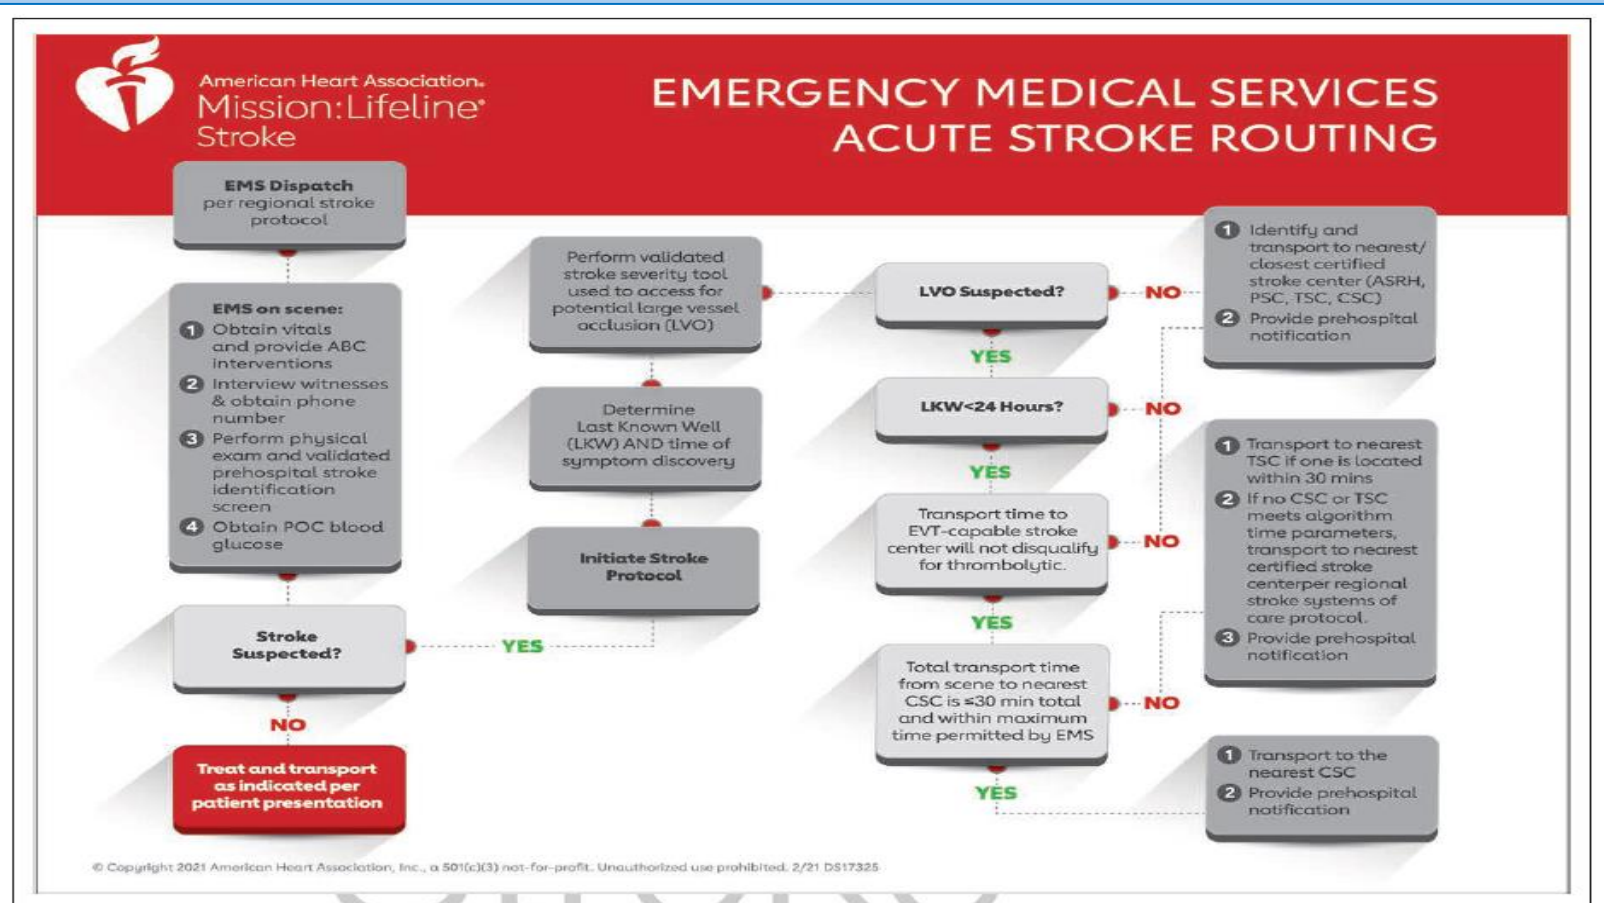 American Heart Association®
Mission:Lifeline®
Stroke
EMERGENCY MEDICAL SERVICES
ACUTE STROKE ROUTING
EMS Dispatch
per regional stroke
protocol
EMS on scene:
1 Obtain vitals
and provide ABC
interventions
2 Interview witnesses
& obtain phone
number
3 Perform physical
exam and validated
prehospital stroke
identification
screen
4 Obtain POC blood
glucose
Stroke
Suspected?
NO
Treat and transport
as indicated per
patient presentation
YES
Initiate Stroke
Protocol
Determine
Last Known Well
(LKW) AND time of
symptom discovery
Perform validated
stroke severity tool
used to access for
potential large vessel
occlusion (LVO)
LVO Suspected?
NO
YES
LKW<24 Hours?
NO
YES
Transport time to
EVT-capable stroke
center will not disqualify
for thrombolytic.
NO
YES
Total transport time
from scene to nearest
CSC is ≤30 min total
and within maximum
time permitted by EMS
NO
YES
1 Identify and
transport to nearest/
closest certified
stroke center (ASRH,
PSC, TSC, CSC)
2 Provide prehospital
notification
1 Transport to nearest
TSC if one is located
within 30 mins
2 If no CSC or TSC
meets algorithm
time parameters,
transport to nearest
certified stroke
centerper regional
stroke systems of
care protocol.
3 Provide prehospital
notification
1 Transport to the
nearest CSC
2 Provide prehospital
notification
© Copyright 2021 American Heart Association, Inc., a 501(c)(3) not-for-profit. Unauthorized use prohibited. 2/21 DS17325